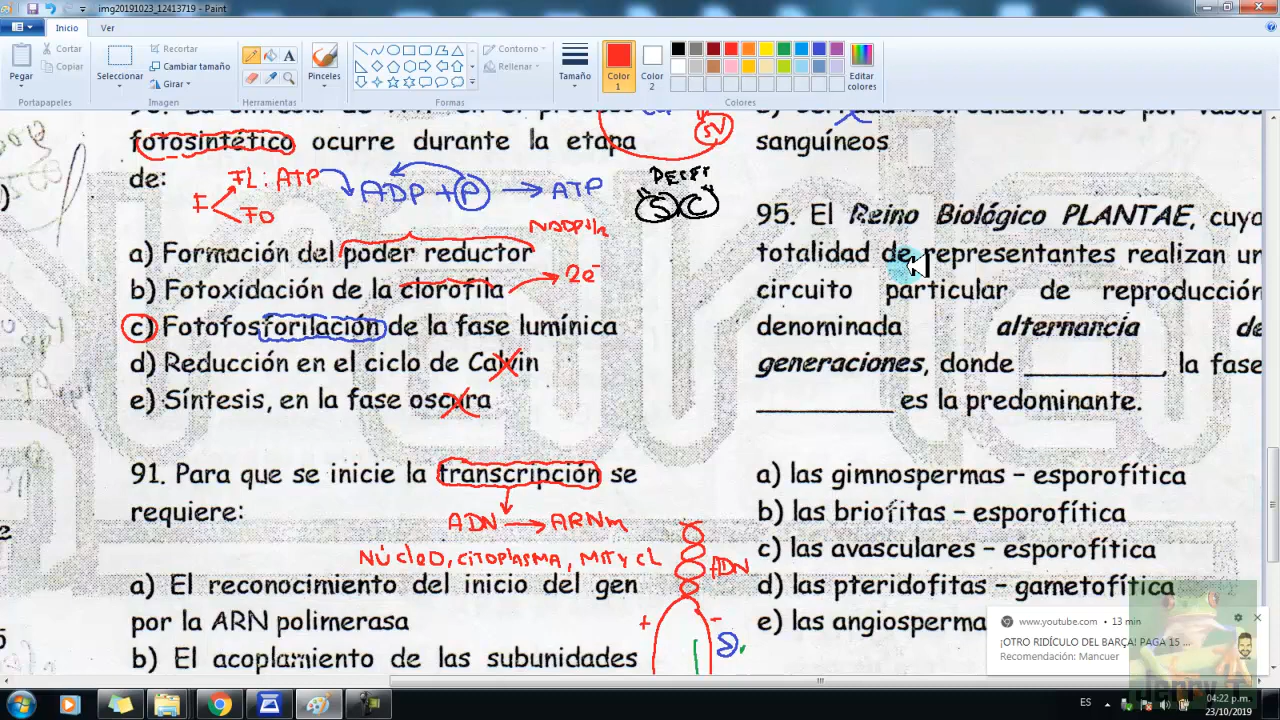 img20191023_12413719 - Paint
Inicio
Ver
Pegar
Cortar
Copiar
Portapapeles
Seleccionar
Recortar
Cambiar tamaño
Girar
Imagen
Herramientas
Pinceles
Contorno
Rellenar
Formas
Tamaño
Color 1
Color 2
Editar colores
Colores
fotosintético ocurre durante la etapa
de:
FL: ATP
F
FO
ADP + P → ATP
a) Formación del poder reductor
b) Fotoxidación de la clorofila
2e-
c) Fotofosforilación de la fase lumínica
d) Reducción en el ciclo de Calvin
e) Síntesis, en la fase oscura
91. Para que se inicie la transcripción se
requiere:
ADN → ARNm
NúCLEO, CITOPLASMA, MIT y CL
ADN
a) El reconocimiento del inicio del gen
por la ARN polimerasa
+ -
b) El acoplamiento de las subunidades
SV
S C
sanguíneos
95. El Reino Biológico PLANTAE, cuya
totalidad de representantes realizan un
circuito particular de reproducción
denominada alternancia de
generaciones, donde __________, la fase
__________ es la predominante.
a) las gimnospermas – esporofítica
b) las briofitas – esporofítica
c) las avasculares – esporofítica
d) las pteridofitas – gametofítica
e) las angiosperma
www.youtube.com • 13 min
¡OTRO RIDÍCULO DEL BARÇA! PAGA 15 ...
Recomendación: Mancuer
ES
04:22 p.m.
23/10/2019